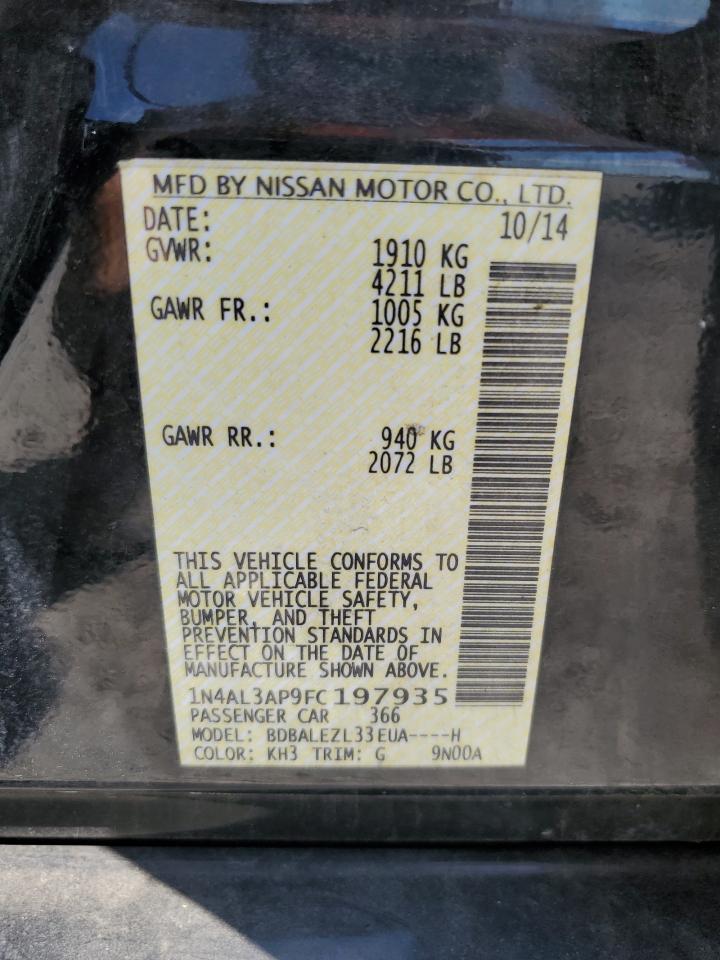 MFD BY NISSAN MOTOR CO., LTD.
DATE: 10/14
GVWR: 1910 KG
4211 LB
GAWR FR.: 1005 KG
2216 LB
GAWR RR.: 940 KG
2072 LB
THIS VEHICLE CONFORMS TO
ALL APPLICABLE FEDERAL
MOTOR VEHICLE SAFETY,
BUMPER, AND THEFT
PREVENTION STANDARDS IN
EFFECT ON THE DATE OF
MANUFACTURE SHOWN ABOVE.
1N4AL3AP9FC197935
PASSENGER CAR 366
MODEL: BDBALEZL33EUA----H
COLOR: KH3 TRIM: G 9N00A